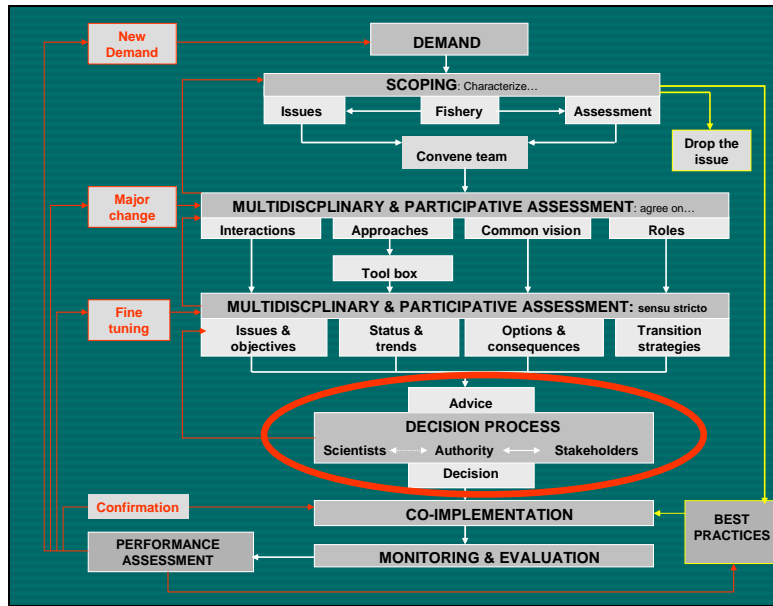 New
Demand
DEMAND
SCOPING: Characterize…
Issues
Fishery
Assessment
Drop the
issue
Convene team
Major
change
MULTIDISCPLINARY & PARTICIPATIVE ASSESSMENT: agree on…
Interactions
Approaches
Common vision
Roles
Tool box
Fine
tuning
MULTIDISCPLINARY & PARTICIPATIVE ASSESSMENT: sensu stricto
Issues &
objectives
Status &
trends
Options &
consequences
Transition
strategies
Advice
DECISION PROCESS
Scientists
Authority
Stakeholders
Decision
Confirmation
CO-IMPLEMENTATION
BEST
PRACTICES
PERFORMANCE
ASSESSMENT
MONITORING & EVALUATION